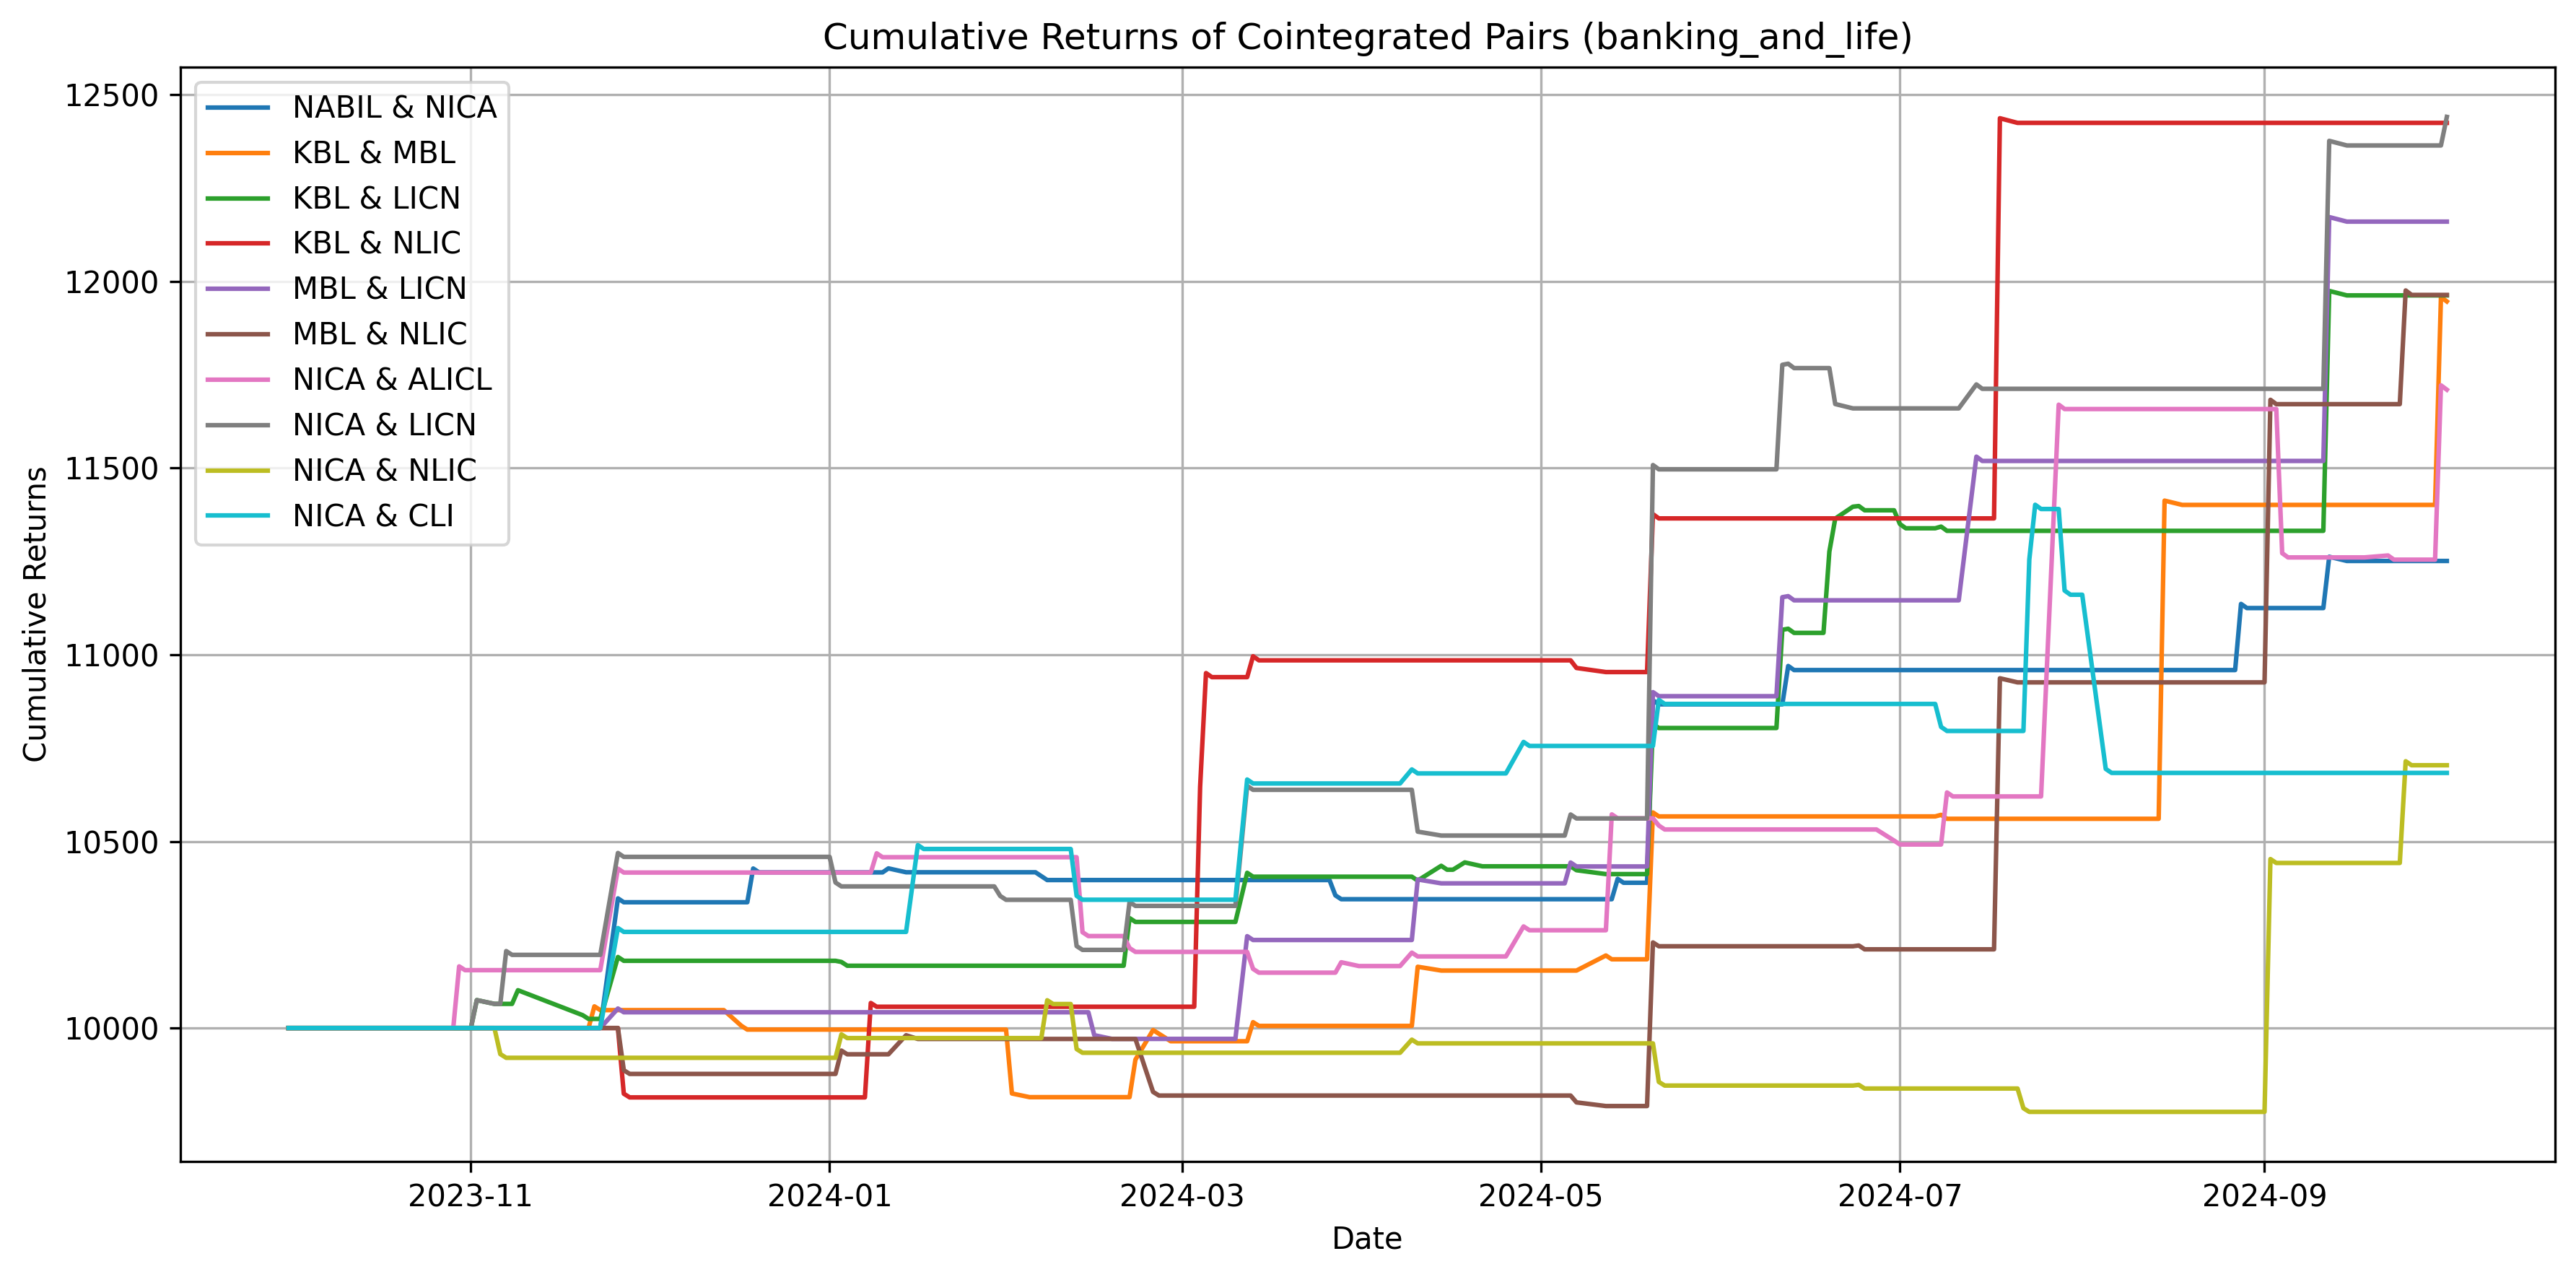 Cumulative Returns of Cointegrated Pairs (banking_and_life)
12500
12000
11500
11000
10500
10000
Cumulative Returns
NABIL & NICA
KBL & MBL
KBL & LICN
KBL & NLIC
MBL & LICN
MBL & NLIC
NICA & ALICL
NICA & LICN
NICA & NLIC
NICA & CLI
2023-11
2024-01
2024-03
2024-05
2024-07
2024-09
Date